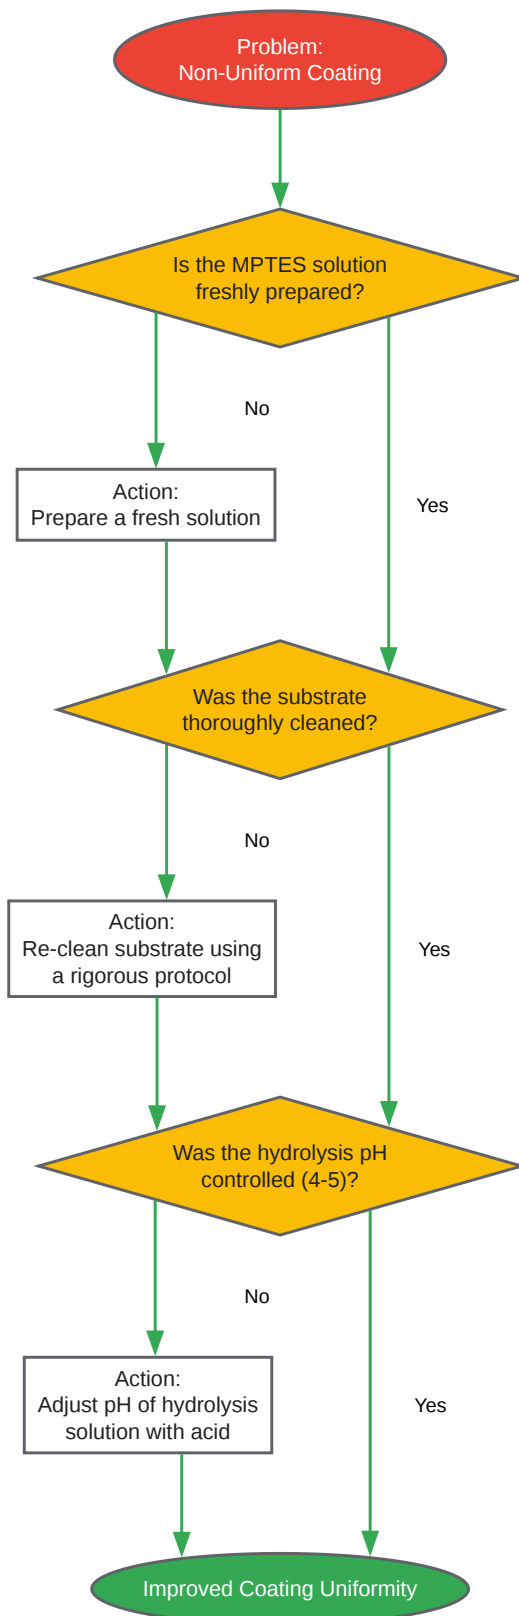 Problem:
Non-Uniform Coating
Is the MPTES solution
freshly prepared?
No
Yes
Action:
Prepare a fresh solution
Was the substrate
thoroughly cleaned?
No
Yes
Action:
Re-clean substrate using
a rigorous protocol
Was the hydrolysis pH
controlled (4-5)?
No
Yes
Action:
Adjust pH of hydrolysis
solution with acid
Improved Coating Uniformity